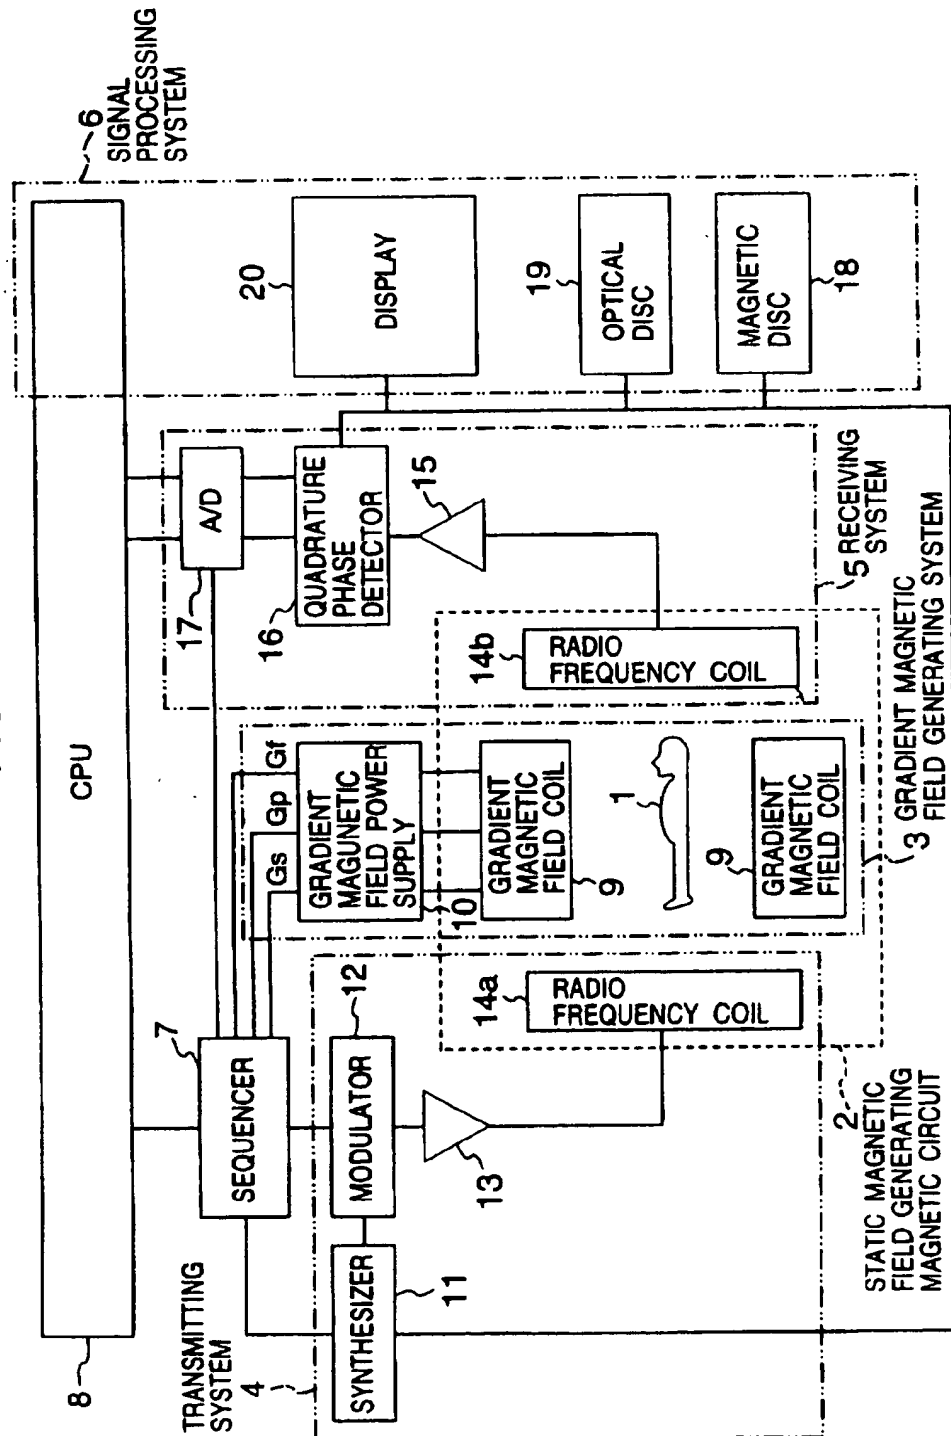 6
SIGNAL
PROCESSING
SYSTEM
CPU
8
20
DISPLAY
19
OPTICAL
DISC
MAGNETIC
DISC
18
A/D
17
QUADRATURE
PHASE
DETECTOR
16
15
5 RECEIVING
SYSTEM
14b
RADIO
FREQUENCY COIL
Gs
Gp
Gf
GRADIENT
MAGUNETIC
FIELD POWER
SUPPLY
10
GRADIENT
MAGNETIC
FIELD COIL
9
1
9
GRADIENT
MAGNETIC
FIELD COIL
3
GRADIENT MAGNETIC
FIELD GENERATING SYSTEM
7
SEQUENCER
12
MODULATOR
13
14a
RADIO
FREQUENCY COIL
TRANSMITTING
SYSTEM
4
SYNTHESIZER
11
2
STATIC MAGNETIC
FIELD GENERATING
MAGNETIC CIRCUIT